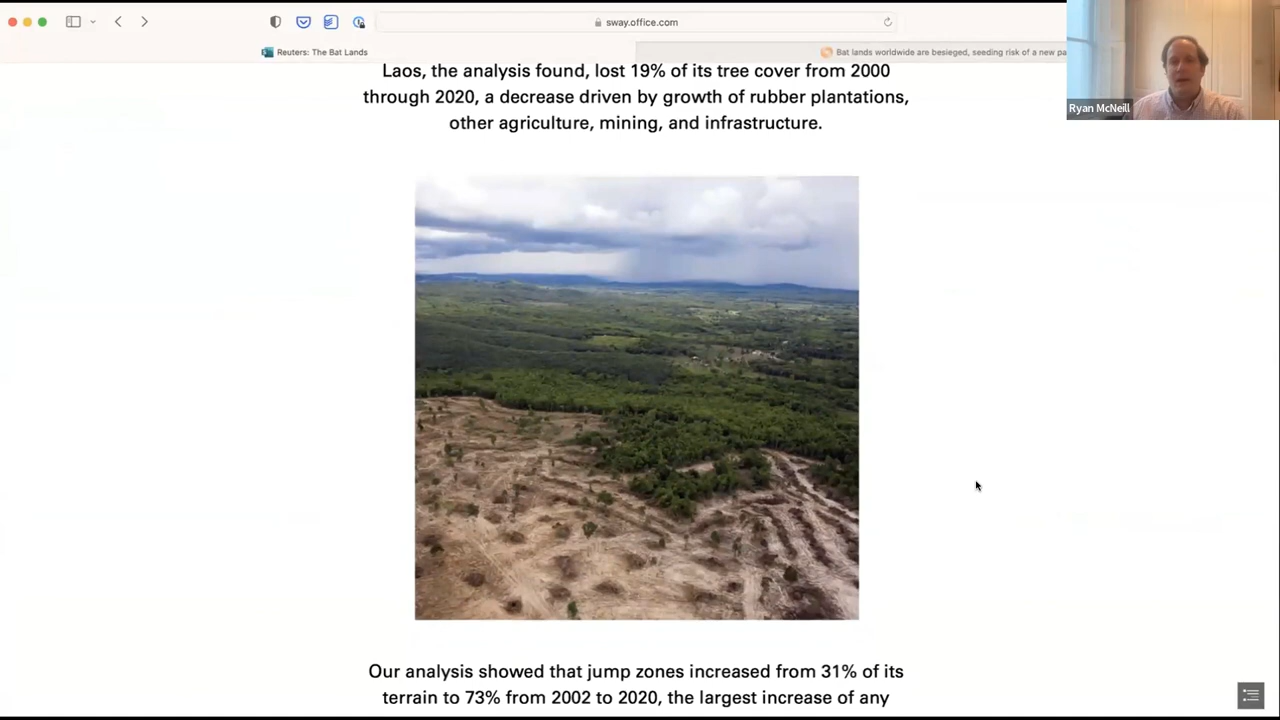 sway.office.com
Reuters: The Bat Lands
Bat lands worldwide are besieged, seeding risk of a new pa
Ryan McNeill
Laos, the analysis found, lost 19% of its tree cover from 2000
through 2020, a decrease driven by growth of rubber plantations,
other agriculture, mining, and infrastructure.
Our analysis showed that jump zones increased from 31% of its
terrain to 73% from 2002 to 2020, the largest increase of any